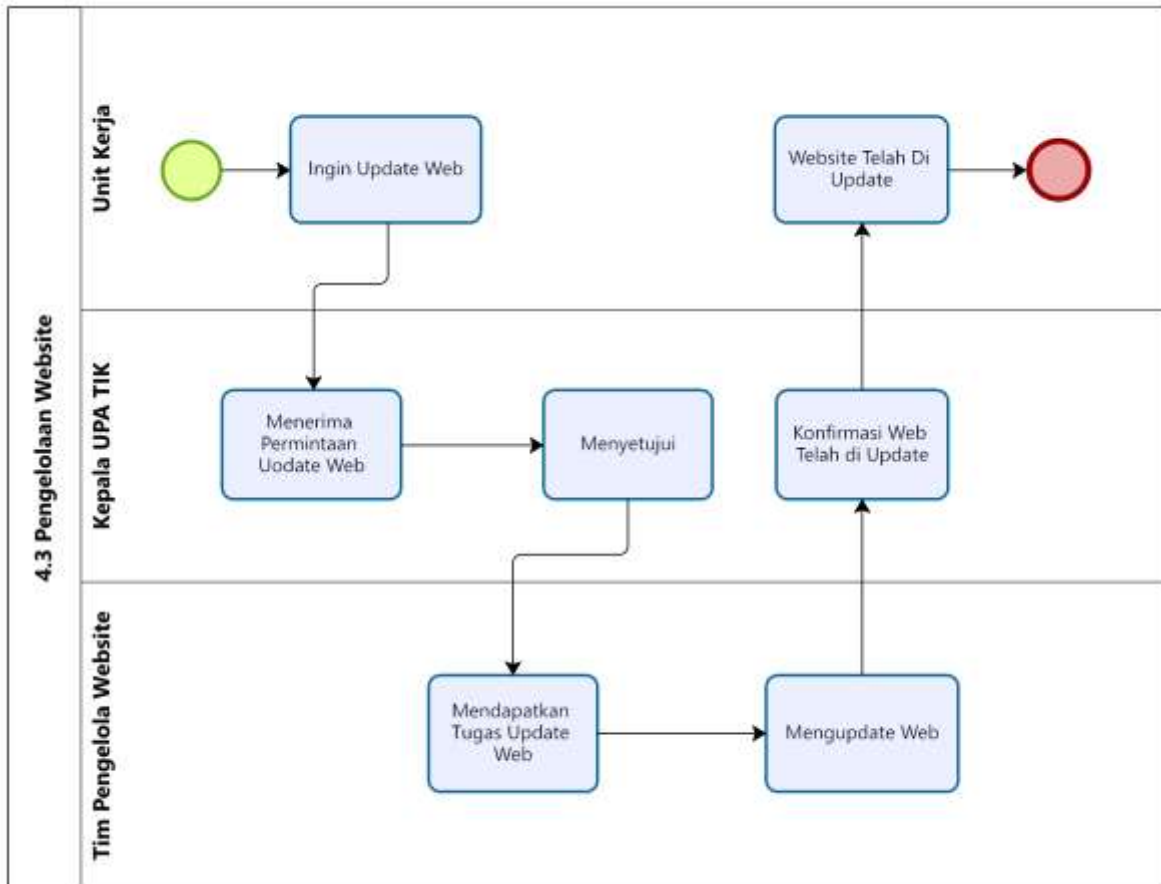 4.3 Pengelolaan Website
Unit Kerja
Ingin Update Web
Website Telah Di
Update
Kepala UPA TIK
Menerima
Permintaan
Uodate Web
Menyetujui
Konfirmasi Web
Telah di Update
Tim Pengelola Website
Mendapatkan
Tugas Update
Web
Mengupdate Web